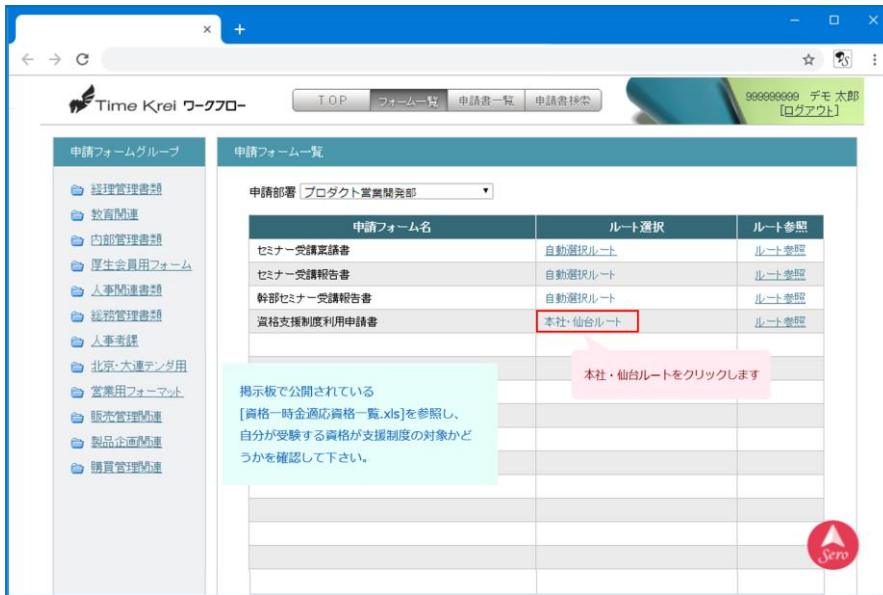 Time Krei ワークフロー
TOP フォーム一覧 申請書一覧 申請書検索
999999999 デモ 太郎
[ログアウト]
申請フォームグループ
申請フォーム一覧
経理管理書類
教育関連
内部管理書類
厚生会員用フォーム
人事関連書類
総務管理書類
人事考課
北京・大連テンダ用
営業用フォーマット
販売管理関連
製品企画関連
購買管理関連
申請部署 プロダクト営業開発部
申請フォーム名 ルート選択 ルート参照
セミナー受講稟議書 自動選択ルート ルート参照
セミナー受講報告書 自動選択ルート ルート参照
幹部セミナー受講報告書 自動選択ルート ルート参照
資格支援制度利用申請書 本社・仙台ルート ルート参照
本社・仙台ルートをクリックします
掲示板で公開されている
[資格一時金適応資格一覧.xls]を参照し、
自分が受験する資格が支援制度の対象かど
うかを確認して下さい。
Sero